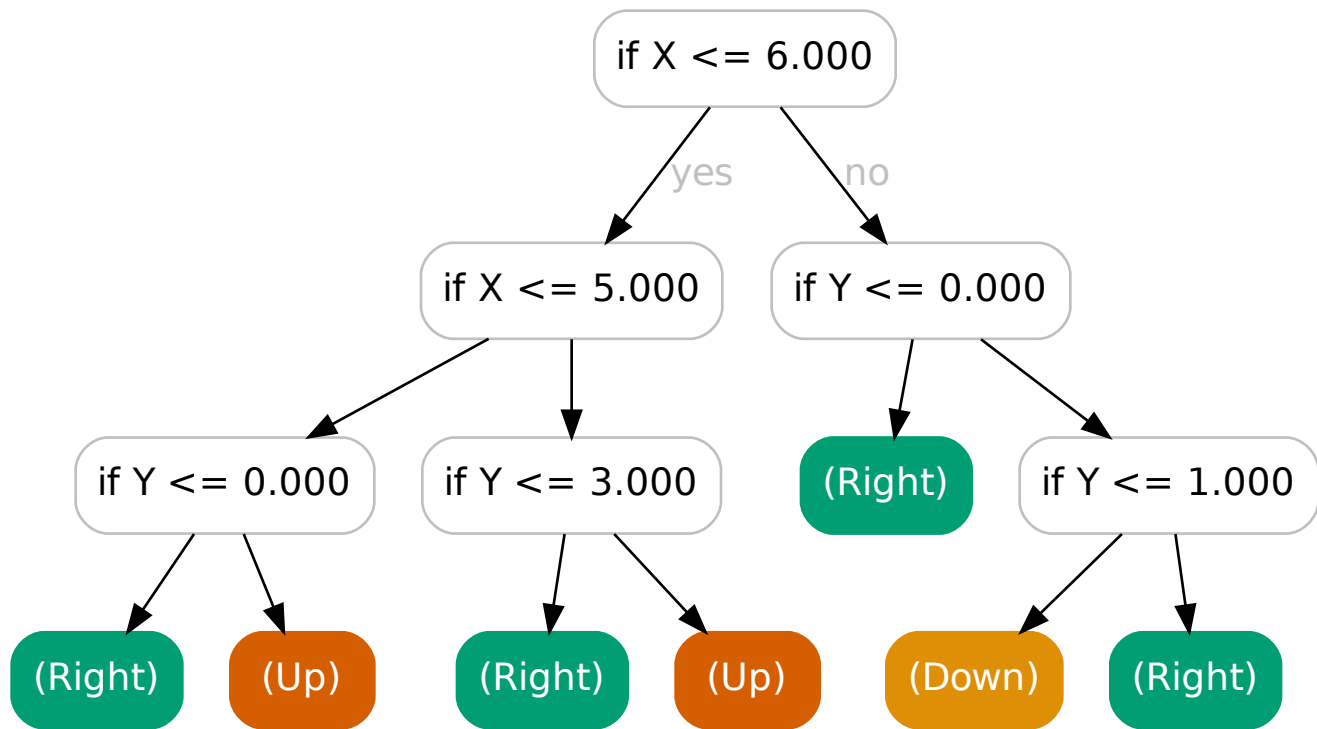 if X <= 6.000
yes
no
if X <= 5.000
if Y <= 0.000
if Y <= 0.000
if Y <= 3.000
(Right)
if Y <= 1.000
(Right)
(Up)
(Right)
(Up)
(Down)
(Right)